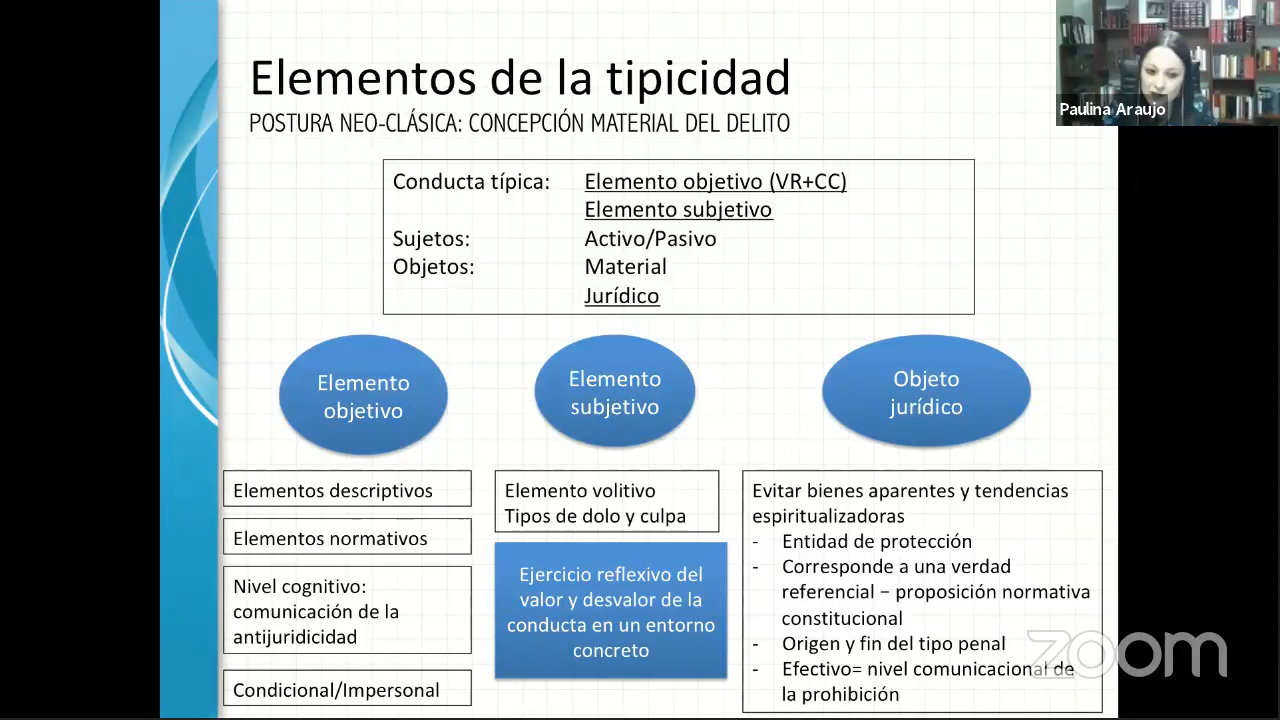 Elementos de la tipicidad
POSTURA NEO-CLÁSICA: CONCEPCIÓN MATERIAL DEL DELITO
Paulina Araujo
Conducta típica: Elemento objetivo (VR+CC)
Elemento subjetivo
Sujetos: Activo/Pasivo
Objetos: Material
Jurídico
Elemento
objetivo
Elemento
subjetivo
Objeto
jurídico
Elementos descriptivos
Elementos normativos
Nivel cognitivo:
comunicación de la
antijuridicidad
Condicional/Impersonal
Elemento volitivo
Tipos de dolo y culpa
Ejercicio reflexivo del
valor y desvalor de la
conducta en un entorno
concreto
Evitar bienes aparentes y tendencias
espiritualizadoras
- Entidad de protección
- Corresponde a una verdad
referencial – proposición normativa
constitucional
- Origen y fin del tipo penal
- Efectivo= nivel comunicacional de
la prohibición
zoom